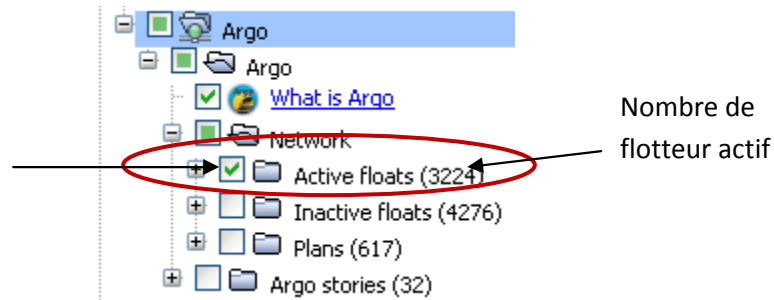 Argo
Argo
What is Argo
Network
Active floats (3224)
Inactive floats (4276)
Plans (617)
Argo stories (32)
Nombre de
flotteur actif